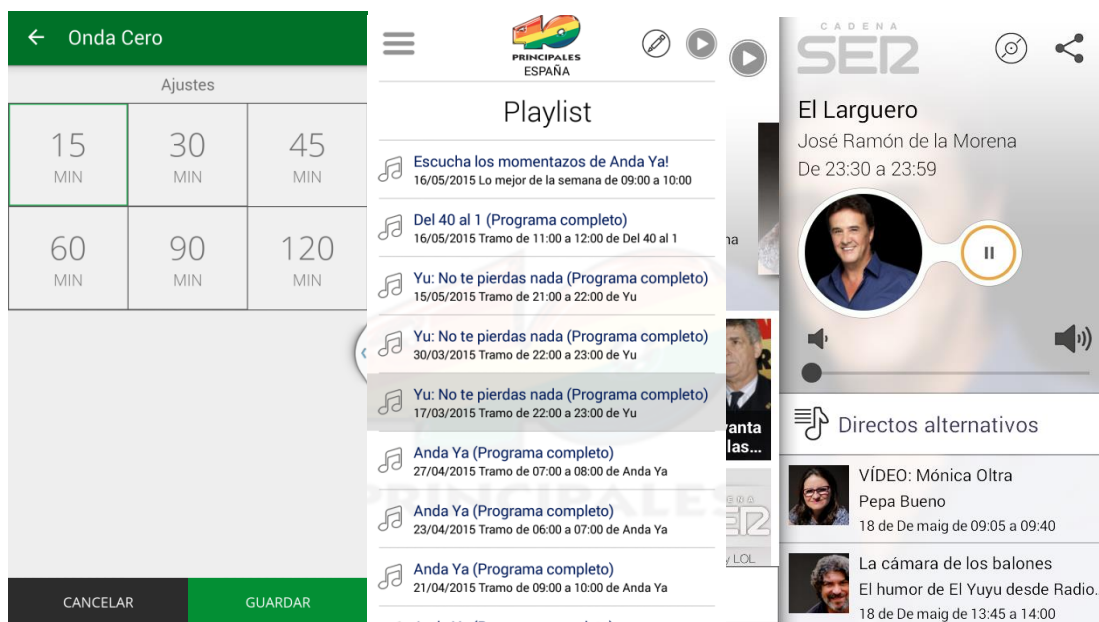 Onda Cero
Ajustes
15
MIN
30
MIN
45
MIN
60
MIN
90
MIN
120
MIN
CANCELAR
GUARDAR
PRINCIPALES
ESPAÑA
Playlist
Escucha los momentazos de Anda Ya!
16/05/2015 Lo mejor de la semana de 09:00 a 10:00
Del 40 al 1 (Programa completo)
16/05/2015 Tramo de 11:00 a 12:00 de Del 40 al 1
Yu: No te pierdas nada (Programa completo)
15/05/2015 Tramo de 21:00 a 22:00 de Yu
Yu: No te pierdas nada (Programa completo)
30/03/2015 Tramo de 22:00 a 23:00 de Yu
Yu: No te pierdas nada (Programa completo)
17/03/2015 Tramo de 22:00 a 23:00 de Yu
Anda Ya (Programa completo)
27/04/2015 Tramo de 07:00 a 08:00 de Anda Ya
Anda Ya (Programa completo)
23/04/2015 Tramo de 06:00 a 07:00 de Anda Ya
Anda Ya (Programa completo)
21/04/2015 Tramo de 09:00 a 10:00 de Anda Ya
PRINCIPALES
na
vanta
las...
y LOL
CADENA
SER
El Larguero
José Ramón de la Morena
De 23:30 a 23:59
Directos alternativos
VÍDEO: Mónica Oltra
Pepa Bueno
18 de De maig de 09:05 a 09:40
La cámara de los balones
El humor de El Yuyu desde Radio.
18 de De maig de 13:45 a 14:00